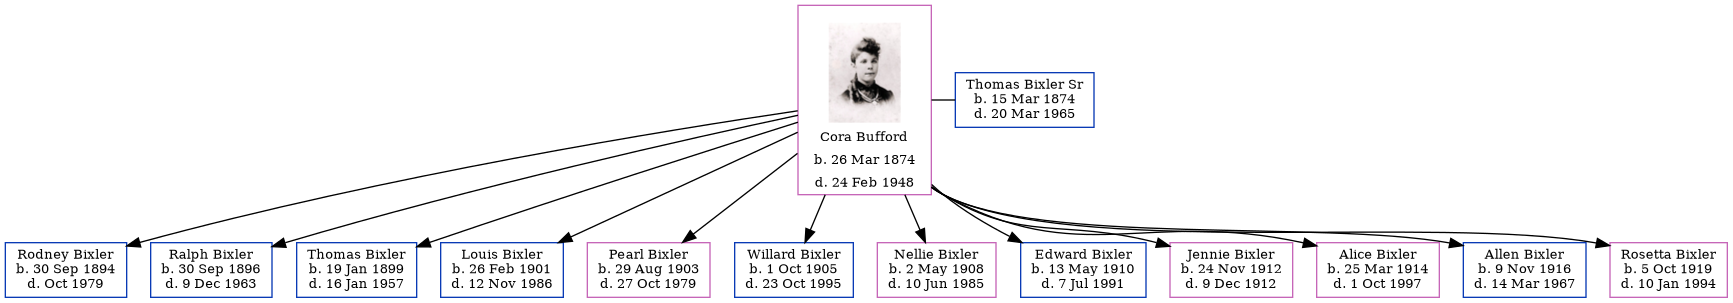 Cora Bufford
b. 26 Mar 1874
d. 24 Feb 1948
Thomas Bixler Sr
b. 15 Mar 1874
d. 20 Mar 1965
Rodney Bixler
b. 30 Sep 1894
d. Oct 1979
Ralph Bixler
b. 30 Sep 1896
d. 9 Dec 1963
Thomas Bixler
b. 19 Jan 1899
d. 16 Jan 1957
Louis Bixler
b. 26 Feb 1901
d. 12 Nov 1986
Pearl Bixler
b. 29 Aug 1903
d. 27 Oct 1979
Willard Bixler
b. 1 Oct 1905
d. 23 Oct 1995
Nellie Bixler
b. 2 May 1908
d. 10 Jun 1985
Edward Bixler
b. 13 May 1910
d. 7 Jul 1991
Jennie Bixler
b. 24 Nov 1912
d. 9 Dec 1912
Alice Bixler
b. 25 Mar 1914
d. 1 Oct 1997
Allen Bixler
b. 9 Nov 1916
d. 14 Mar 1967
Rosetta Bixler
b. 5 Oct 1919
d. 10 Jan 1994